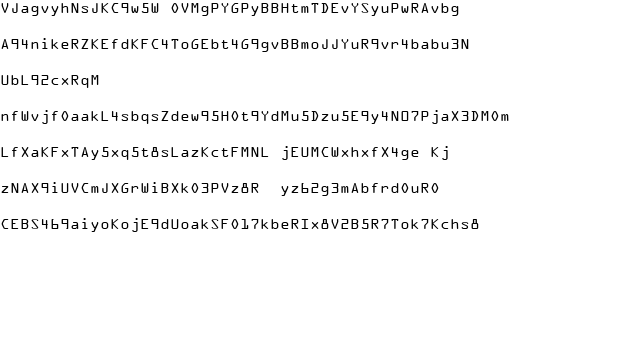 VJagvyhNsJKC9w5W 0VMgPYGPyBBHtmTDEvYSyuPwRAvbg
A94nikeRZKEfdKFC4ToGEbt4G9gvBBmoJJYuR9vr4babu3N
UbL92cxRqM
nfWvjf0aakL4sbqsZdew95H0t9YdMu5Dzu5E9y4N07PjaX3DM0m
LfXaKFxTAy5xq5t8sLazKctFMNL jEUMCWxhxfX4ge Kj
zNAX9iUVCmJXGrWiBXk03PVz8R  yz62g3mAbfrd0uR0
CEBS469aiyoKojE9dUoakSF017kbeRIx8V2B5R7Tok7Kchs8